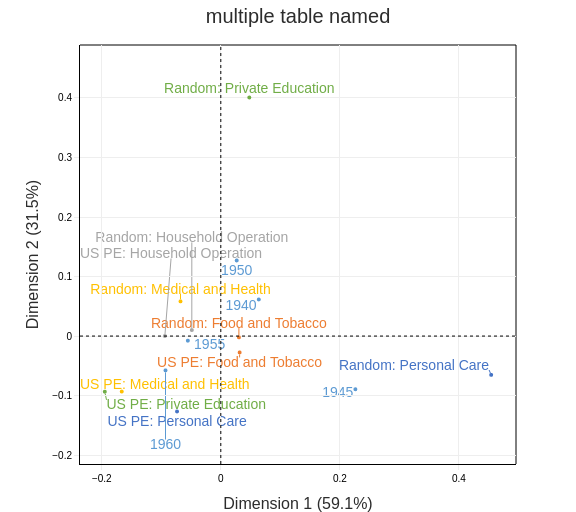 multiple table named
Random: Private Education
0.4
0.3
0.2
Random: Household Operation
US PE: Household Operation
1950
0.1
Random: Medical and Health
1940
Random: Food and Tobacco
0
1955
US PE: Food and Tobacco
Random: Personal Care
US PE: Medical and Health
1945
−0.1
US PE: Private Education
US PE: Personal Care
1960
−0.2
−0.2
0
0.2
0.4
Dimension 1 (59.1%)
Dimension 2 (31.5%)